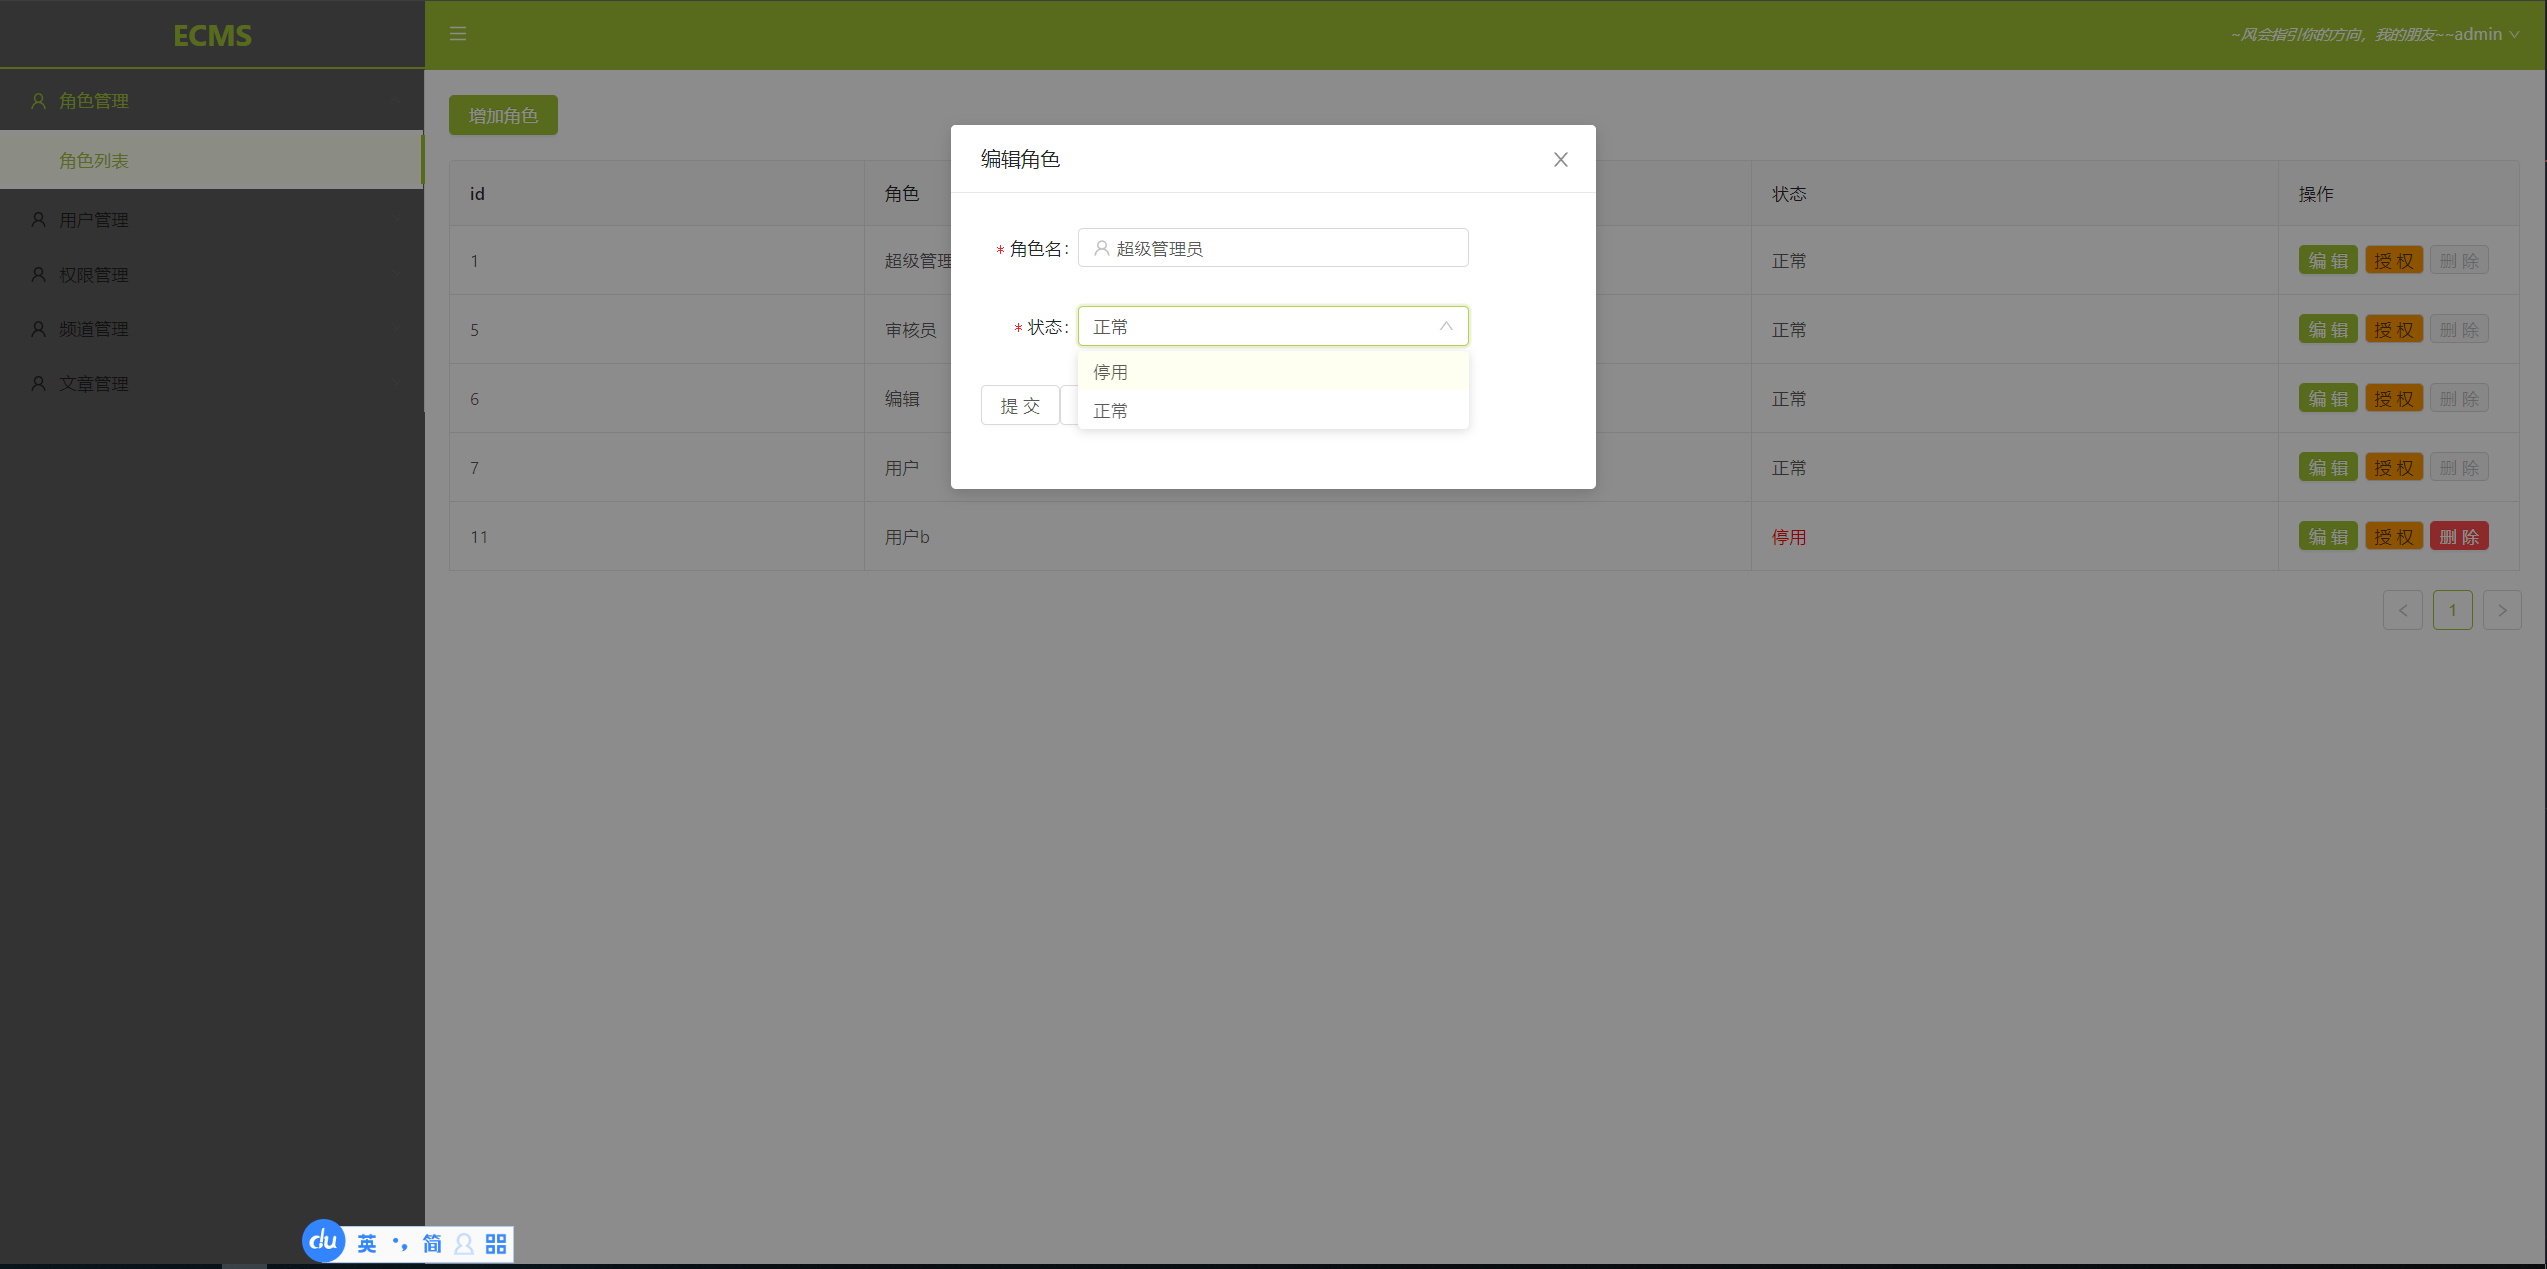 ECMS
~风会指引你的方向，我的朋友~~admin
角色管理
角色列表
用户管理
权限管理
频道管理
文章管理
增加角色
id 角色 状态 操作
1 超级管理 正常 编 辑 授 权 删 除
5 审核员 正常 编 辑 授 权 删 除
6 编辑 正常 编 辑 授 权 删 除
7 用户 正常 编 辑 授 权 删 除
11 用户b 停用 编 辑 授 权 删 除
< 1 >
编辑角色
* 角色名: 超级管理员
* 状态: 正常
停用
正常
提 交
du 英 简